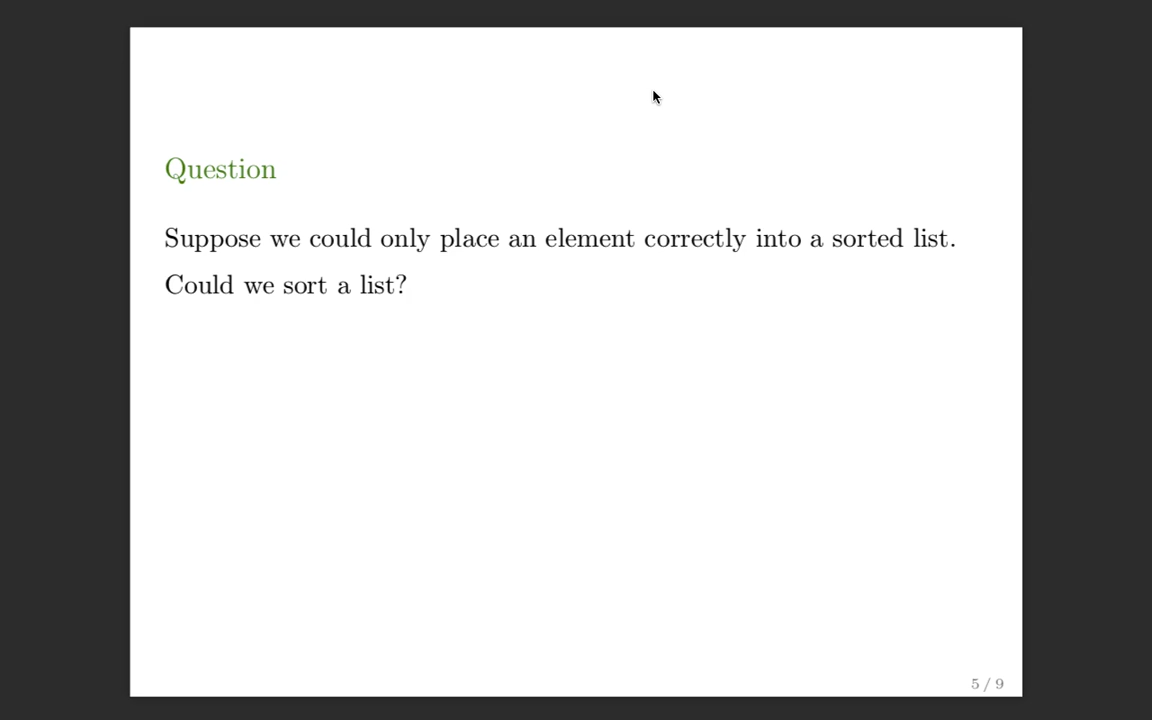 Question
Suppose we could only place an element correctly into a sorted list.
Could we sort a list?
5 / 9